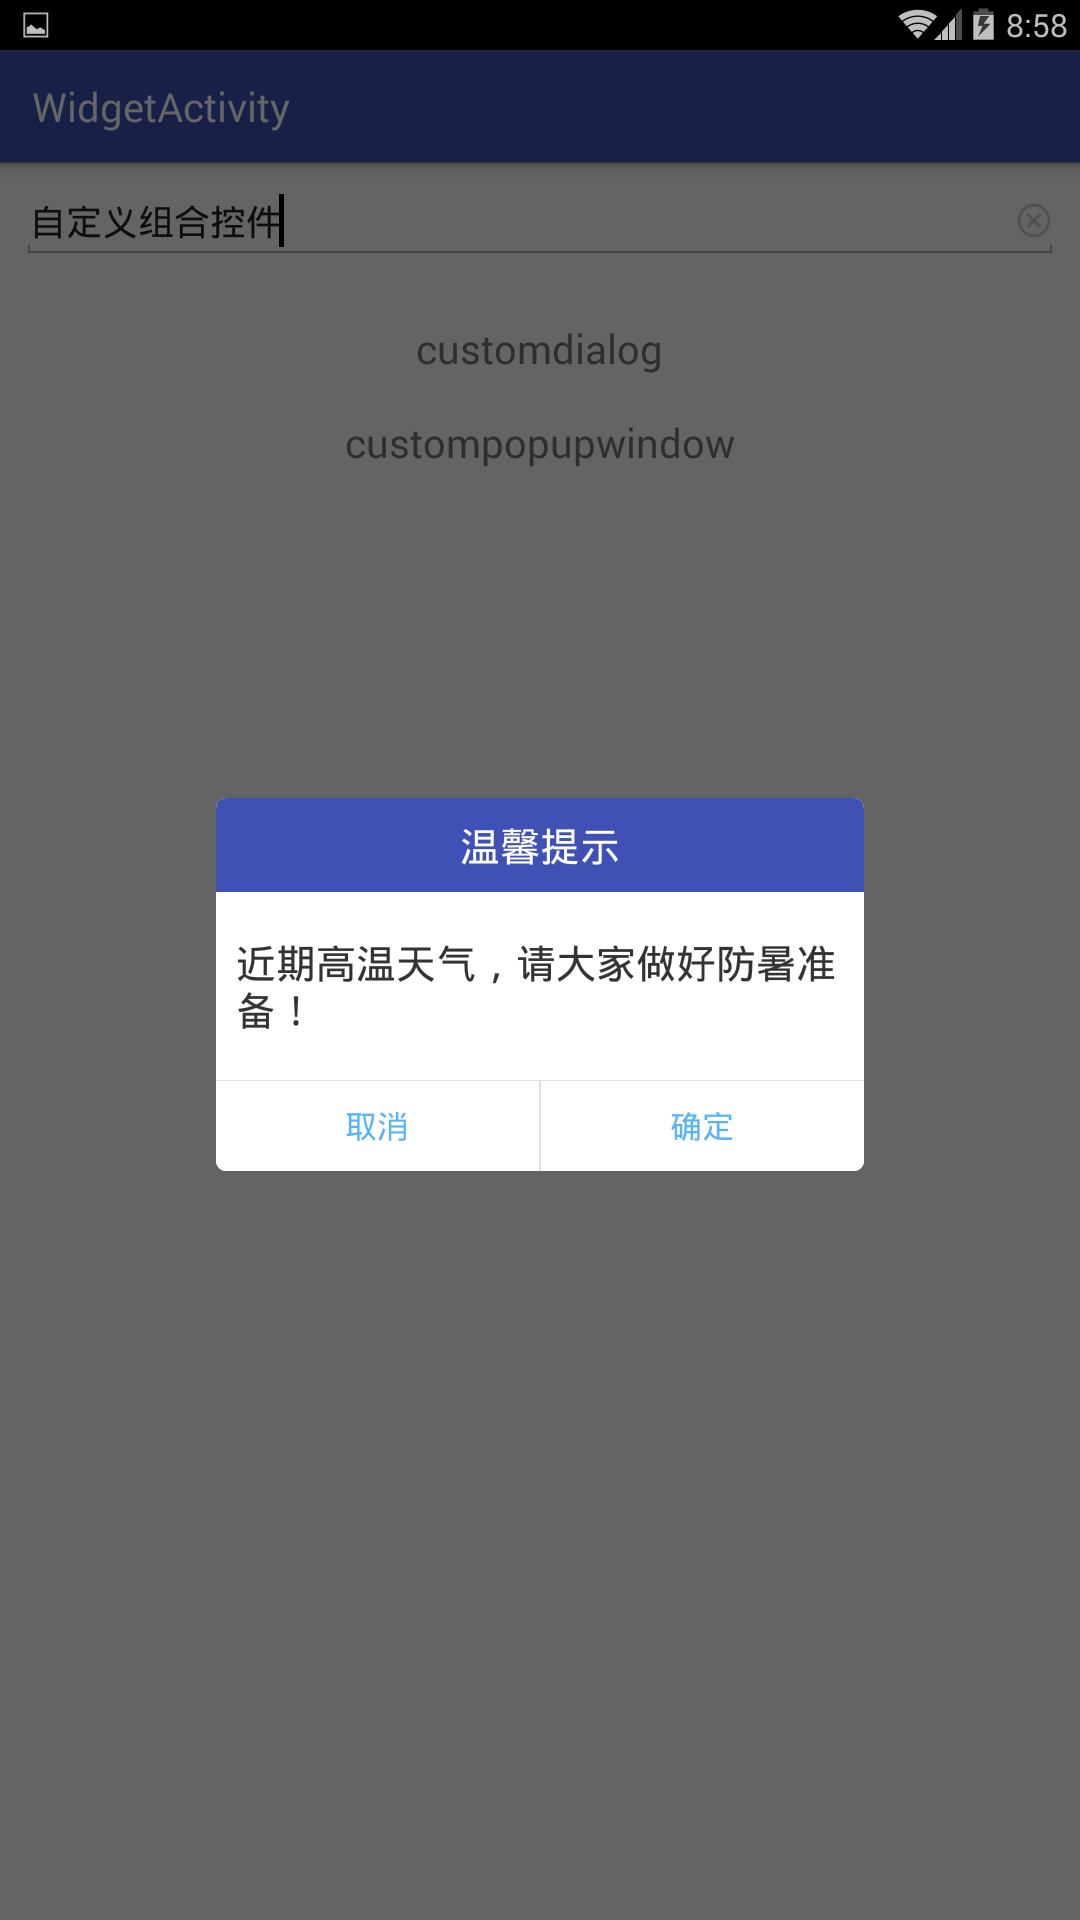 8:58
WidgetActivity
自定义组合控件
customdialog
custompopupwindow
温馨提示
近期高温天气，请大家做好防暑准
备！
取消 确定